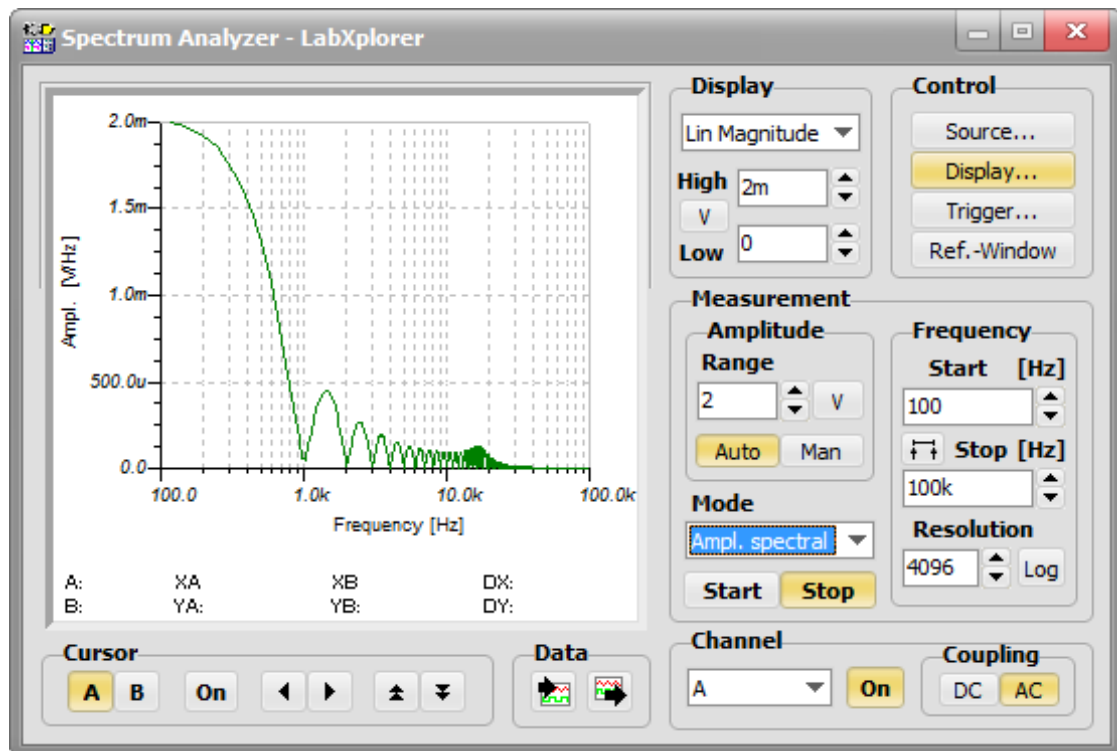 Spectrum Analyzer - LabXplorer
2.0m
1.5m
1.0m
500.0u
0.0
Ampl. [V/Hz]
100.0 1.0k 10.0k 100.0k
Frequency [Hz]
A: XA XB DX:
B: YA: YB: DY:
Cursor
A B On
Data
Display
Lin Magnitude
High 2m
V
Low 0
Control
Source...
Display...
Trigger...
Ref.-Window
Measurement
Amplitude
Range
2 V
Auto Man
Mode
Ampl. spectral
Start Stop
Frequency
Start [Hz]
100
Stop [Hz]
100k
Resolution
4096 Log
Channel
A On
Coupling
DC AC